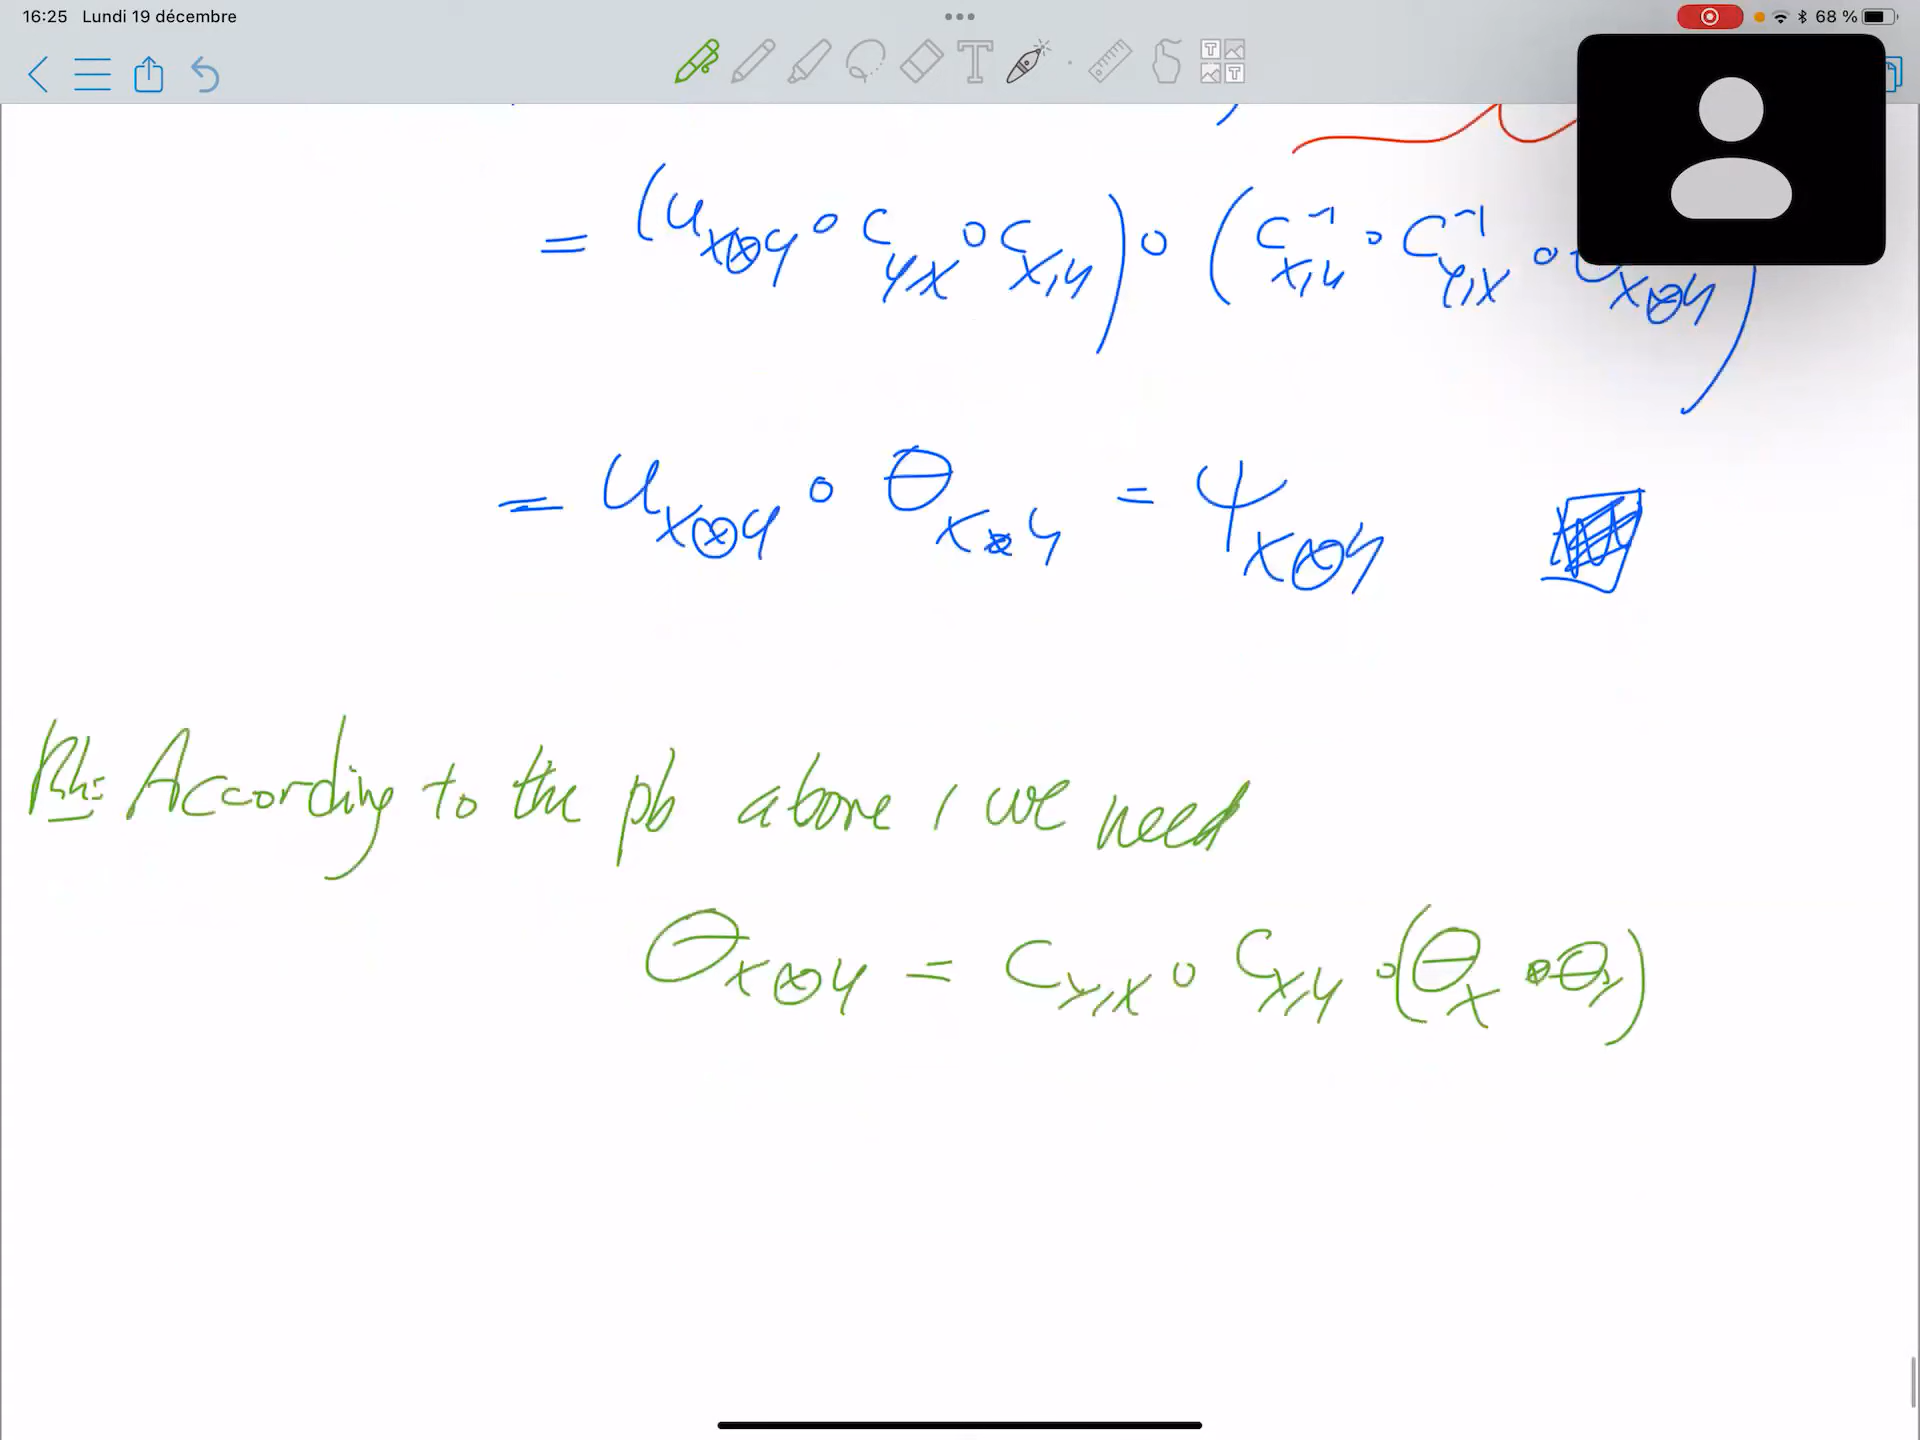 16:25 Lundi 19 décembre 68 %
= (u_{X⊗Y} ∘ c_{Y,X} ∘ c_{X,Y}) ∘ (c^{-1}_{X,Y} ∘ c^{-1}_{Y,X} ∘ _{X⊗Y})
= u_{X⊗Y} ∘ θ_{X⊗Y} = ψ_{X⊗Y}
Rk: According to the pb above, we need
θ_{X⊗Y} = c_{Y,X} ∘ c_{X,Y} ∘ (θ_X ⊗ θ_Y)